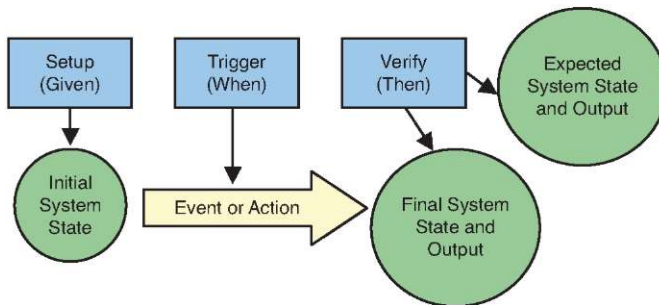 Setup
(Given)
Trigger
(When)
Verify
(Then)
Expected
System State
and Output
Initial
System
State
Event or Action
Final System
State and
Output